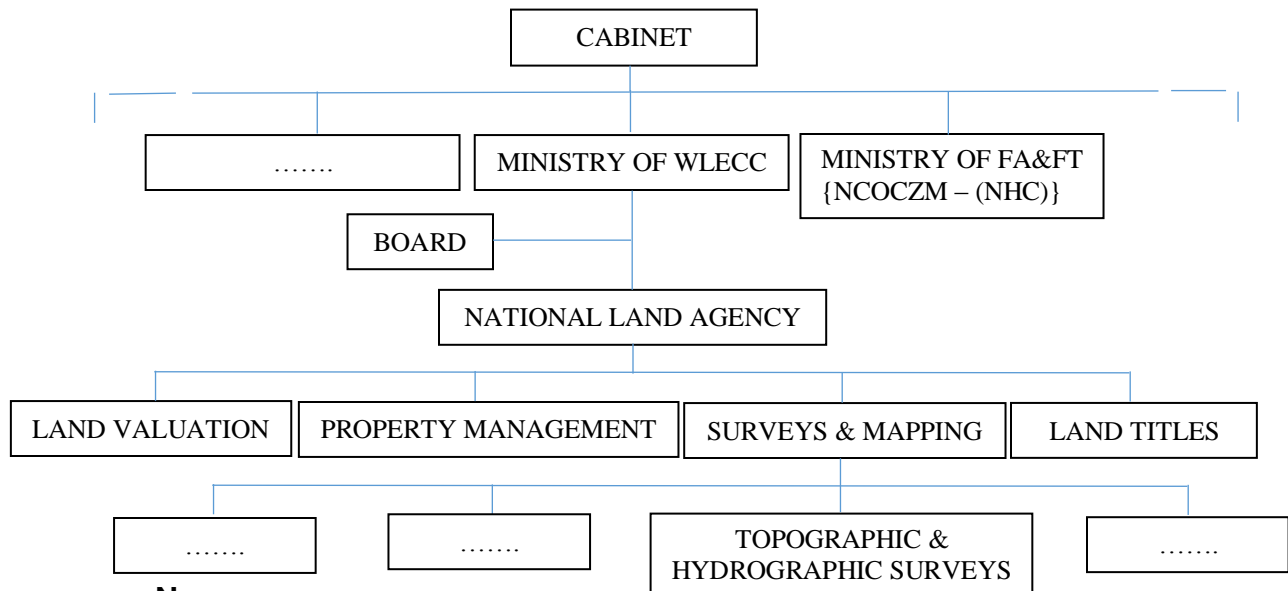 CABINET
…….
MINISTRY OF WLECC
MINISTRY OF FA&FT
{NCOCZM – (NHC)}
BOARD
NATIONAL LAND AGENCY
LAND VALUATION
PROPERTY MANAGEMENT
SURVEYS & MAPPING
LAND TITLES
…….
…….
TOPOGRAPHIC &
HYDROGRAPHIC SURVEYS
…….